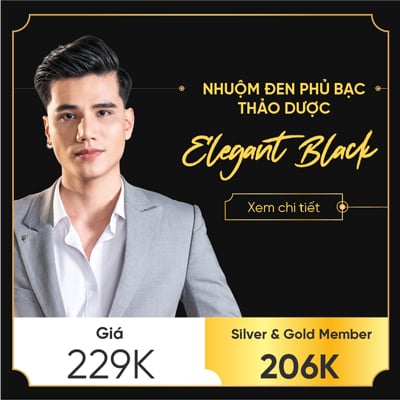 NHUỘM ĐEN PHỦ BẠC
THẢO DƯỢC
Elegant Black
Xem chi tiết
Giá
229K
Silver & Gold Member
206K